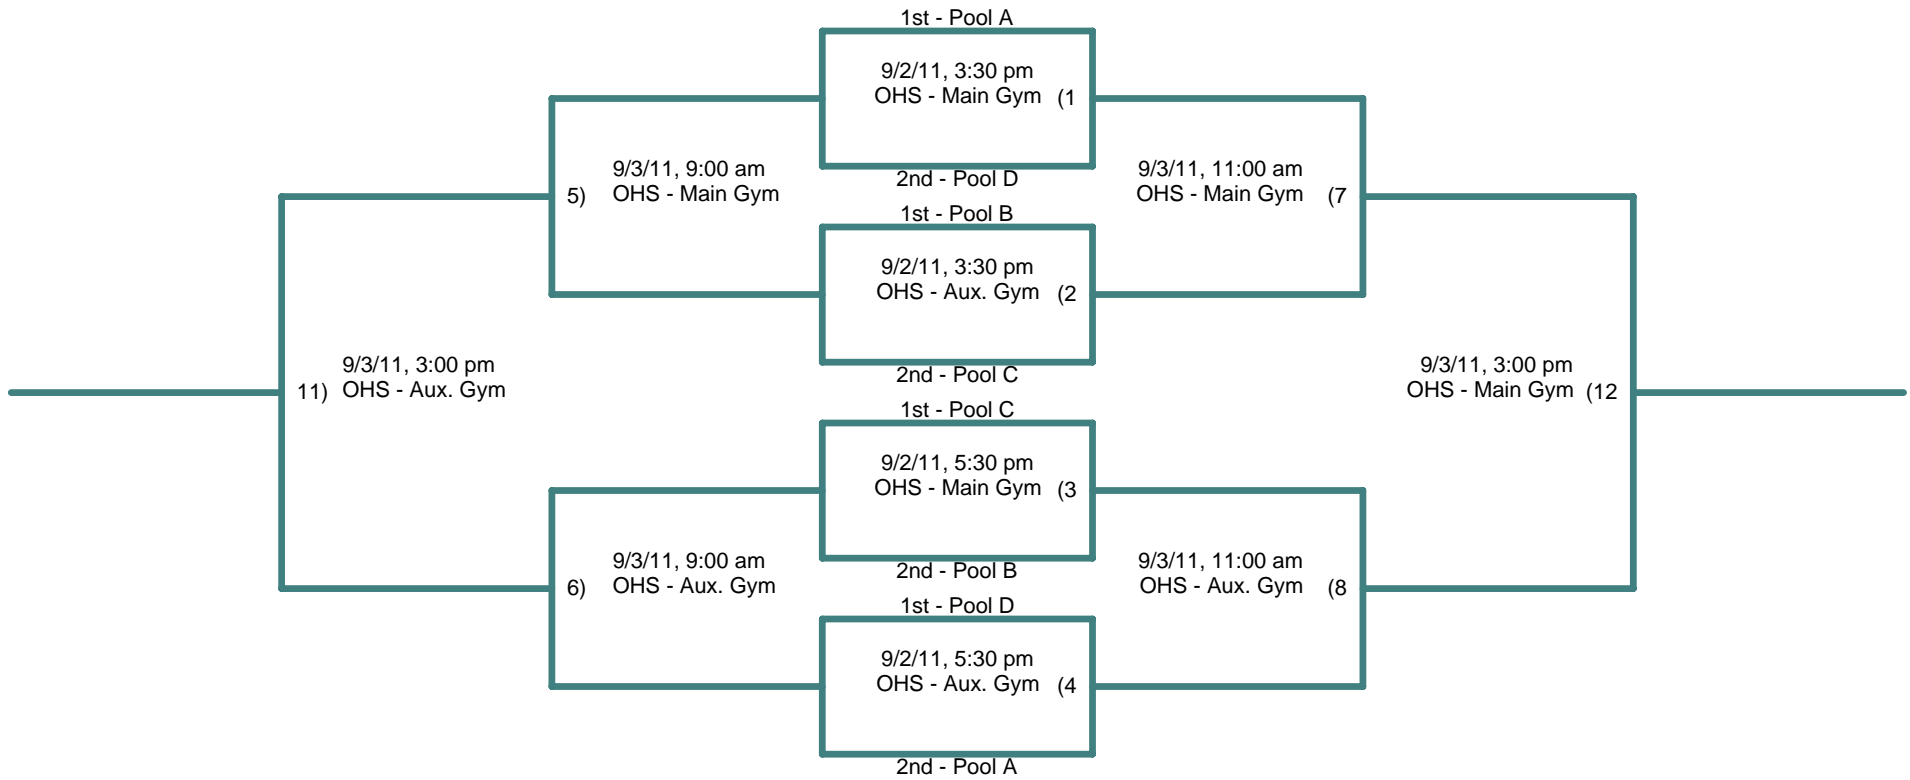 1st - Pool A
9/2/11, 3:30 pm
OHS - Main Gym (1
2nd - Pool D
9/3/11, 9:00 am
5) OHS - Main Gym
9/3/11, 11:00 am
OHS - Main Gym (7
1st - Pool B
9/2/11, 3:30 pm
OHS - Aux. Gym (2
2nd - Pool C
9/3/11, 3:00 pm
11) OHS - Aux. Gym
9/3/11, 3:00 pm
OHS - Main Gym (12
1st - Pool C
9/2/11, 5:30 pm
OHS - Main Gym (3
2nd - Pool B
9/3/11, 9:00 am
6) OHS - Aux. Gym
9/3/11, 11:00 am
OHS - Aux. Gym (8
1st - Pool D
9/2/11, 5:30 pm
OHS - Aux. Gym (4
2nd - Pool A